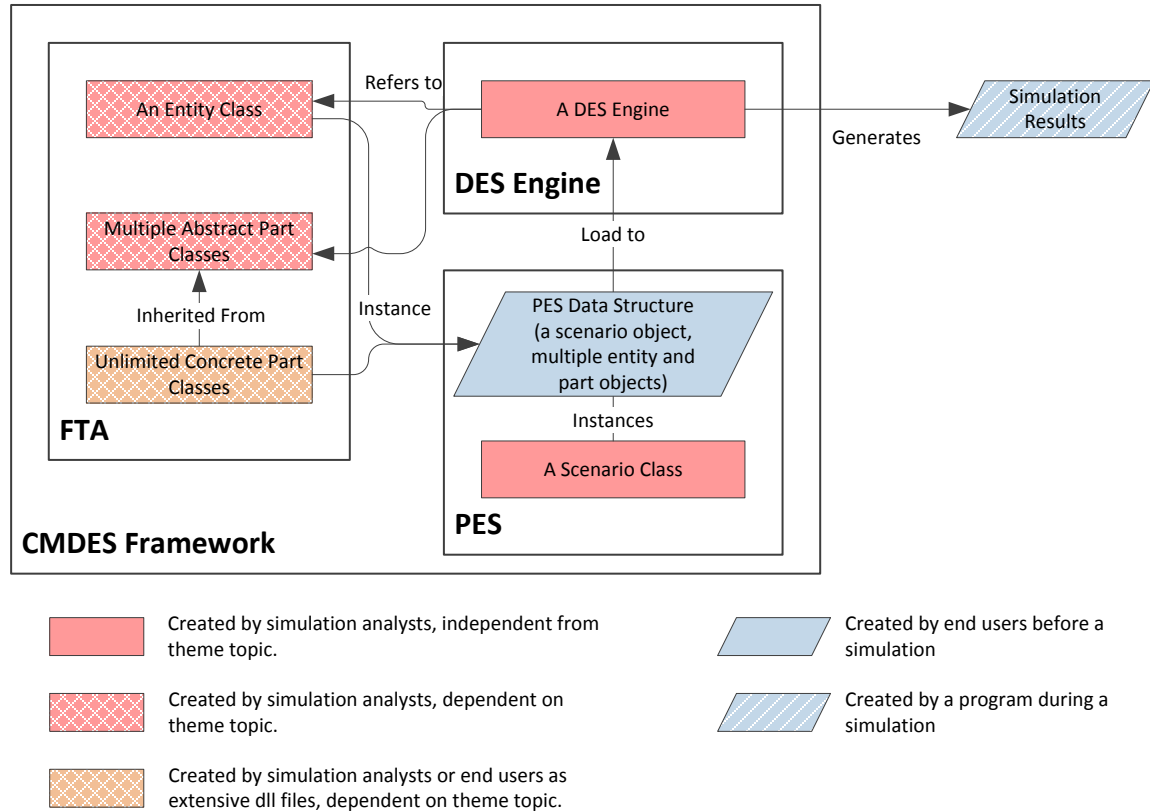 Refers to
An Entity Class
A DES Engine
Simulation
Results
Generates
DES Engine
Multiple Abstract Part
Classes
Load to
Inherited From
Instance
PES Data Structure
(a scenario object,
multiple entity and
part objects)
Unlimited Concrete Part
Classes
FTA
Instances
A Scenario Class
PES
CMDES Framework
Created by simulation analysts, independent from
theme topic.
Created by end users before a
simulation
Created by simulation analysts, dependent on
theme topic.
Created by a program during a
simulation
Created by simulation analysts or end users as
extensive dll files, dependent on theme topic.